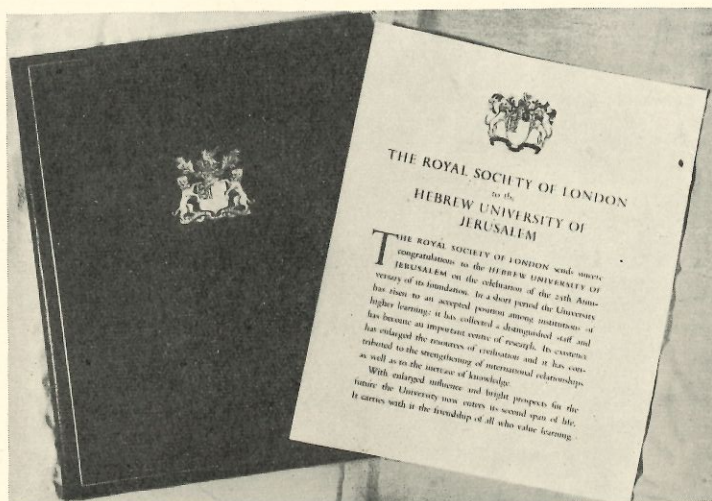 THE ROYAL SOCIETY OF LONDON
to the
HEBREW UNIVERSITY OF
JERUSALEM
THE ROYAL SOCIETY OF LONDON sends sincere
congratulations to the HEBREW UNIVERSITY OF
JERUSALEM on the celebration of the 25th Anni-
versary of its foundation. In a short period the University
has risen to an accepted position among institutions of
higher learning; it has collected a distinguished staff and
has become an important centre of research. Its existence
has enlarged the resources of civilisation and it has con-
tributed to the strengthening of international relationships
as well as to the increase of knowledge.
With enlarged influence and bright prospects for the
future the University now enters its second span of life.
It carries with it the friendship of all who value learning.